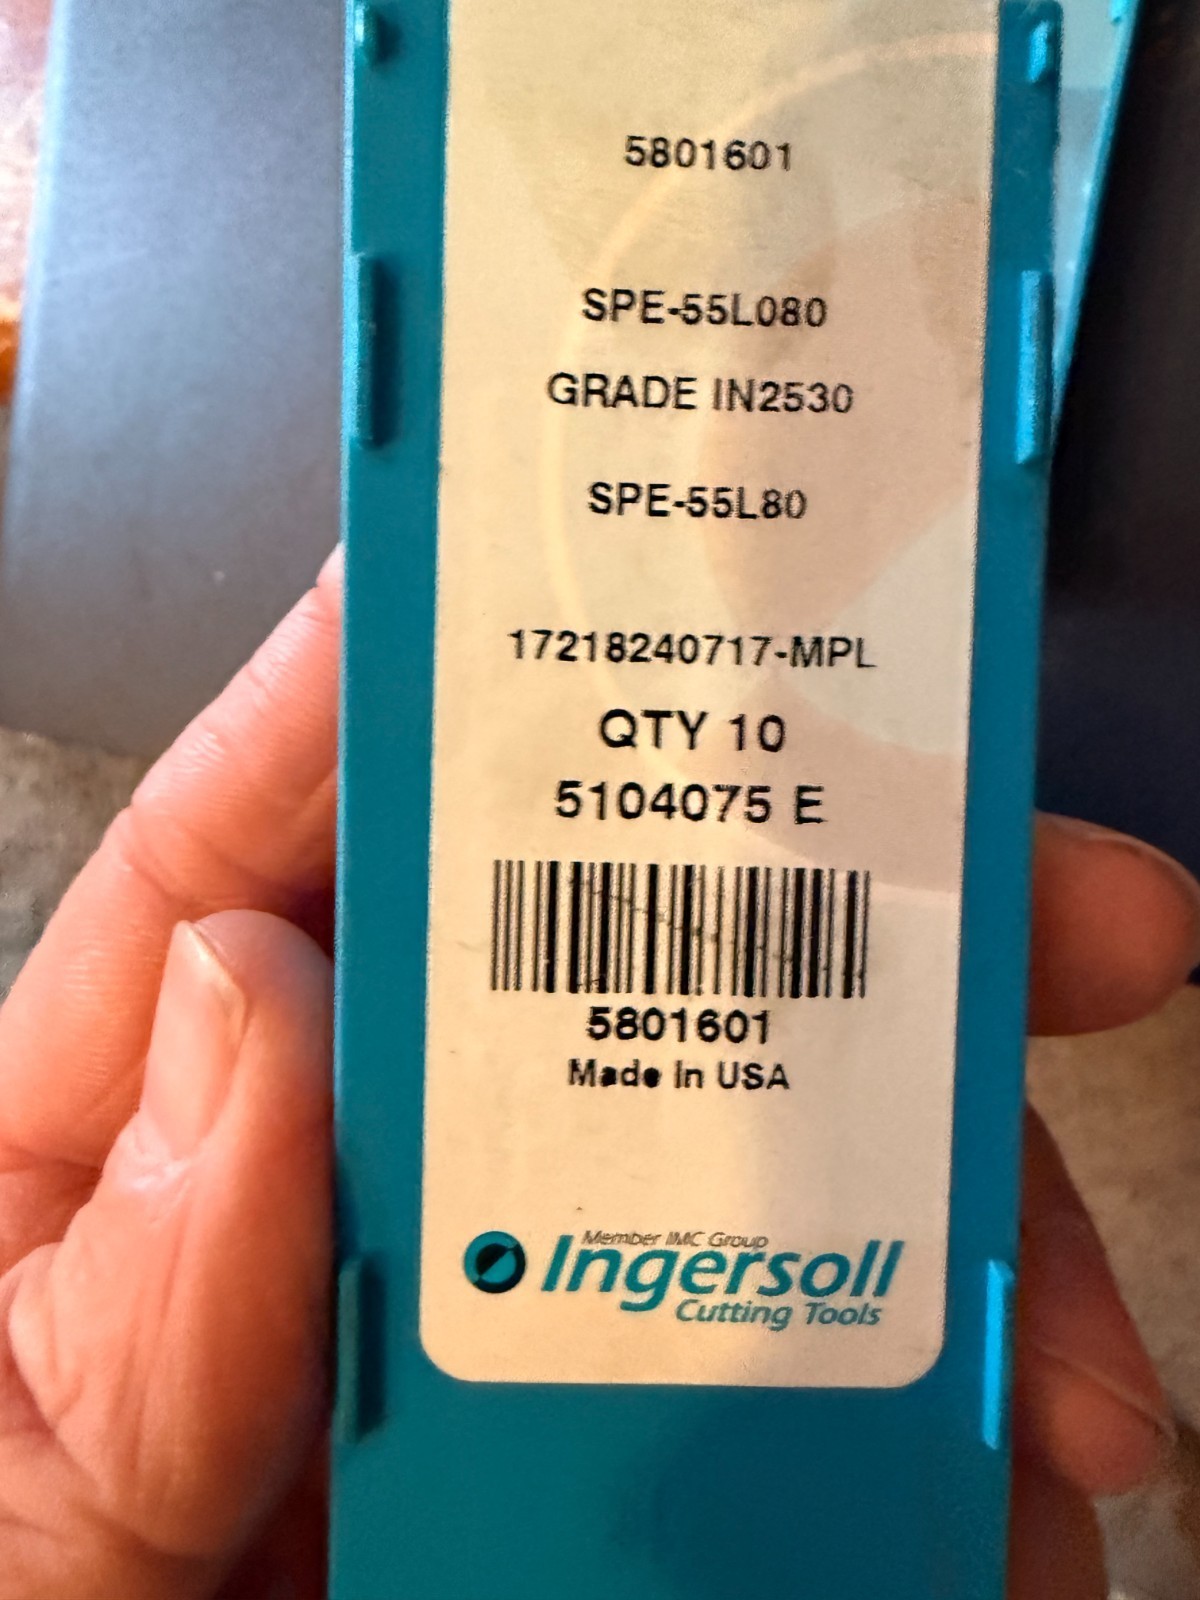 5801601
SPE-55L080
GRADE IN2530
SPE-55L80
17218240717-MPL
QTY 10
5104075 E
5801601
Made In USA
Member IMC Group
Ingersoll
Cutting Tools